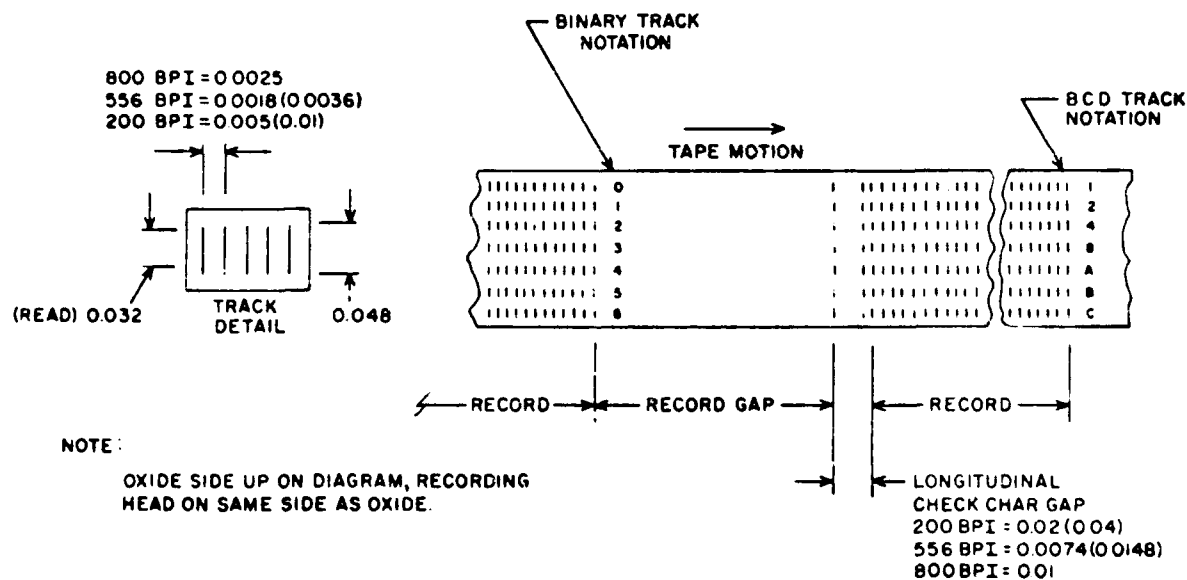 BINARY TRACK
NOTATION
800 BPI=0 0025
556 BPI=0.0018(0.0036)
200 BPI=0.005(0.01)
BCD TRACK
NOTATION
TAPE MOTION
0
1
2
3
4
5
6
1
2
4
8
A
B
C
(READ) 0.032
TRACK
DETAIL
0.048
RECORD
RECORD GAP
RECORD
NOTE:
OXIDE SIDE UP ON DIAGRAM, RECORDING
HEAD ON SAME SIDE AS OXIDE.
LONGITUDINAL
CHECK CHAR GAP
200 BPI=0.02(0 04)
556 BPI=0.0074(0.0148)
800 BPI=0.01